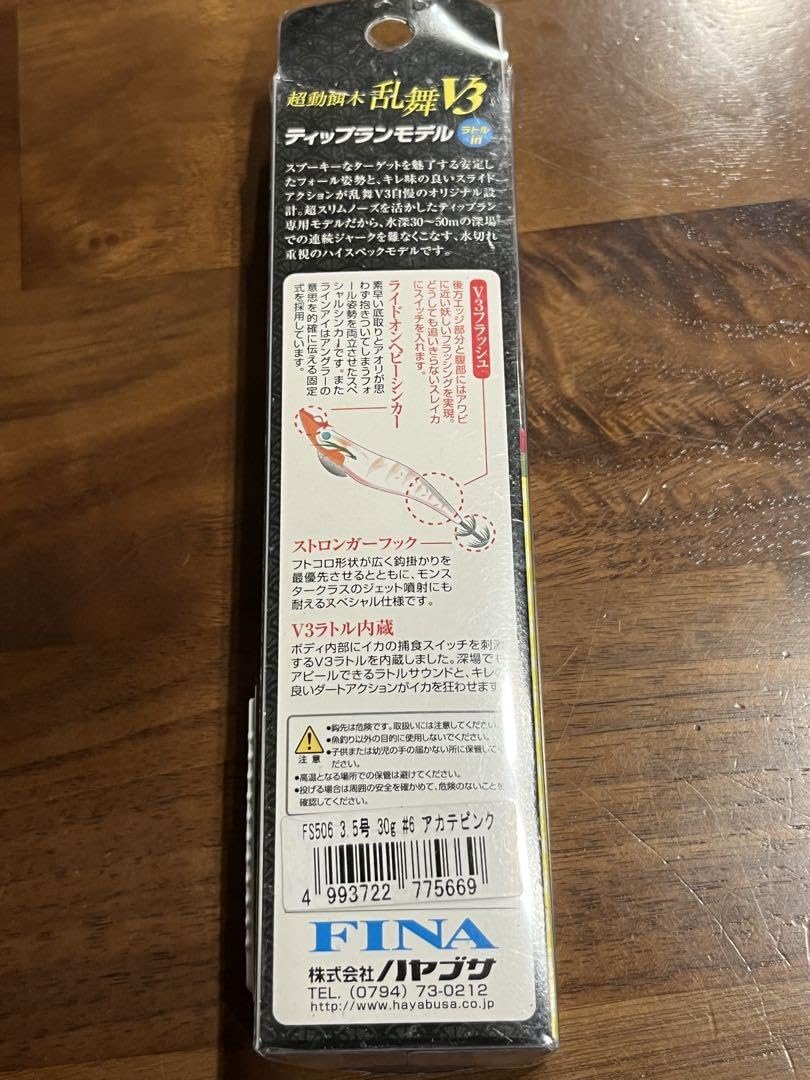 超動餌木 乱舞V3
ティップランモデル ラトルin
スプーキーなターゲットを魅了する安定し
たフォール姿勢と、キレ味の良いスライド
アクションが乱舞V3自慢のオリジナル設
計。超スリムノーズを活かしたティップラン
専用モデルだから、水深30〜50mの深場
での連続ジャークを難なくこなす、水切れ
重視のハイスペックモデルです。
V3フラッシュ
後方エッジ部分と腹部にはアワビ
に近い妖しいフラッシングを実現。
どうしても追いきらないスレイカ
にスイッチを入れます。
ライドオンヘビーシンカー
素早い底取りとアオリが思
わず抱きついてしまうフォ
ール姿勢を両立させたスペ
シャルシンカーです。また
ラインアイはアングラーの
意思を的確に伝える固定
式を採用しています。
ストロンガーフック
フトコロ形状が広く鈎掛かりを
最優先させるとともに、モンス
タークラスのジェット噴射にも
耐えるスペシャル仕様です。
V3ラトル内蔵
ボディ内部にイカの捕食スイッチを刺激
するV3ラトルを内蔵しました。深場でも
アピールできるラトルサウンドと、キレの
良いダートアクションがイカを狂わせます
注意
●鈎先は危険です。取扱いには注意してください。
●魚釣り以外の目的に使用しないでください。
●子供または幼児の手の届かない所に保管してく
ださい。
●高温となる場所での保管は避けてください。
●投げる場合は周囲の安全を確かめて、危険のないことを
確認してください。
FS506 3.5号 30g #6 アカテピンク
4 993722 775669
FINA
株式会社ハヤブサ
TEL. (0794) 73-0212
http://www.hayabusa.co.jp